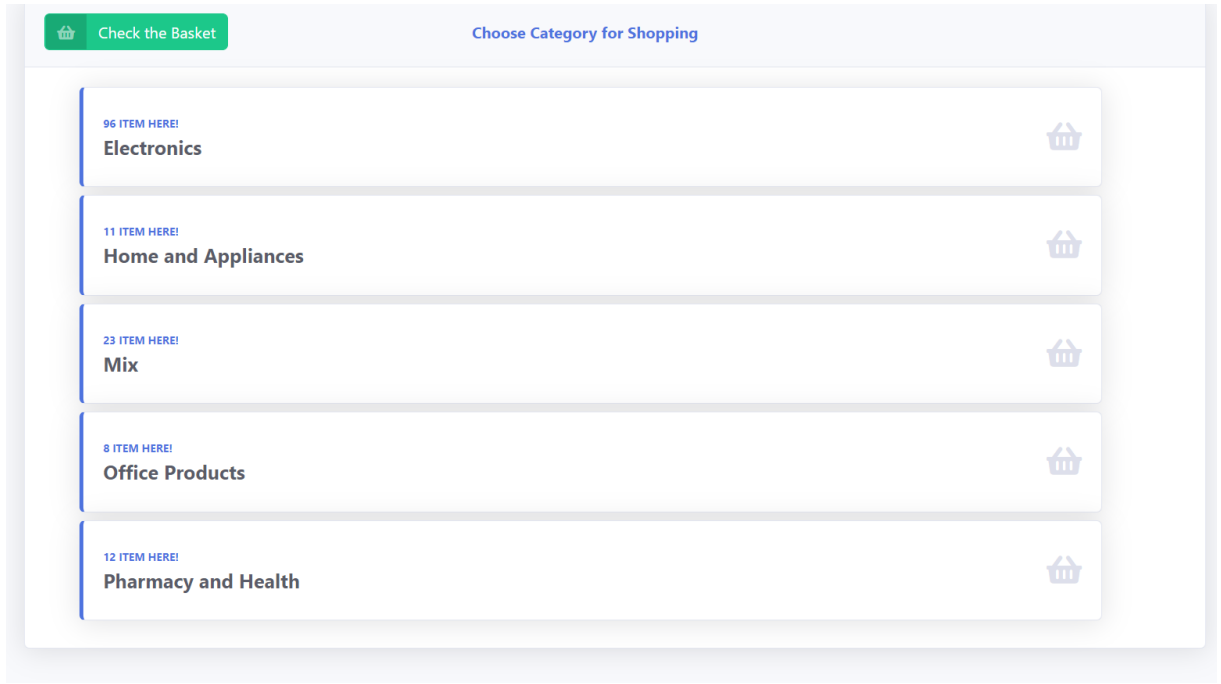 Check the Basket
Choose Category for Shopping
96 ITEM HERE!
Electronics
11 ITEM HERE!
Home and Appliances
23 ITEM HERE!
Mix
8 ITEM HERE!
Office Products
12 ITEM HERE!
Pharmacy and Health